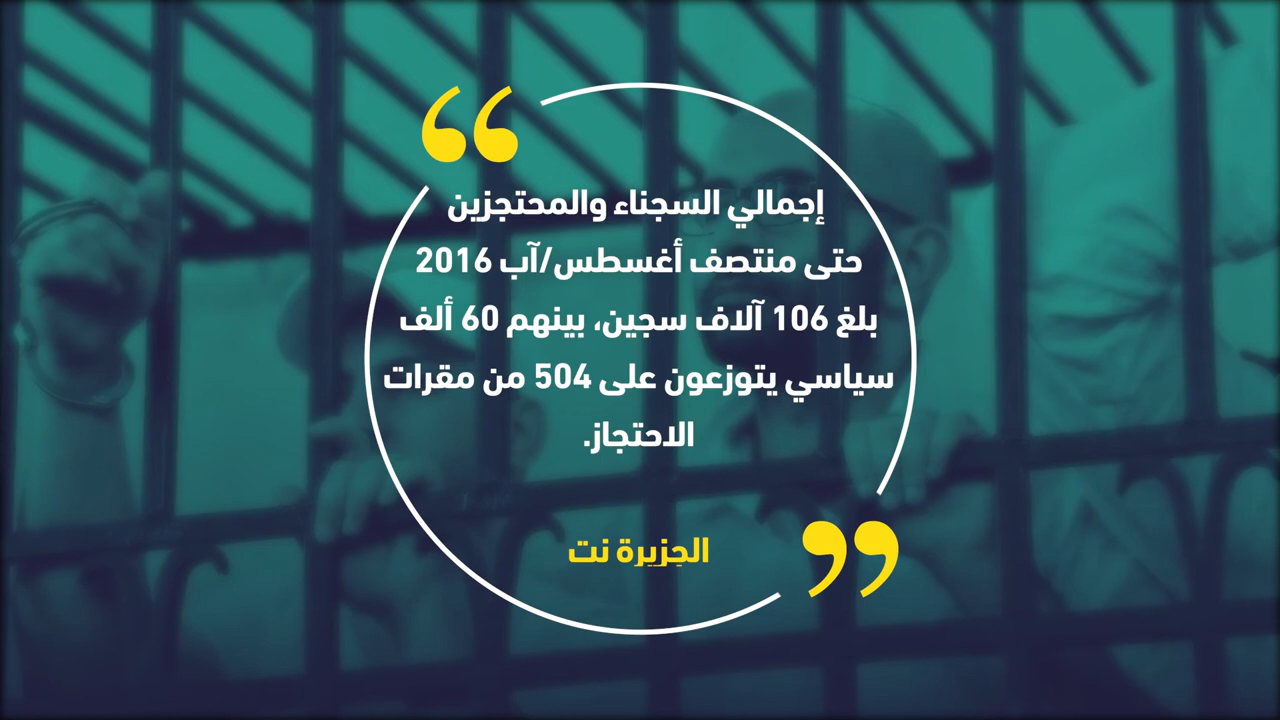 إجمالي السجناء والمحتجزين
حتى منتصف أغسطس/آب 2016
بلغ 106 آلاف سجين، بينهم 60 ألف
سياسي يتوزعون على 504 من مقرات
الاحتجاز.
الجزيرة نت